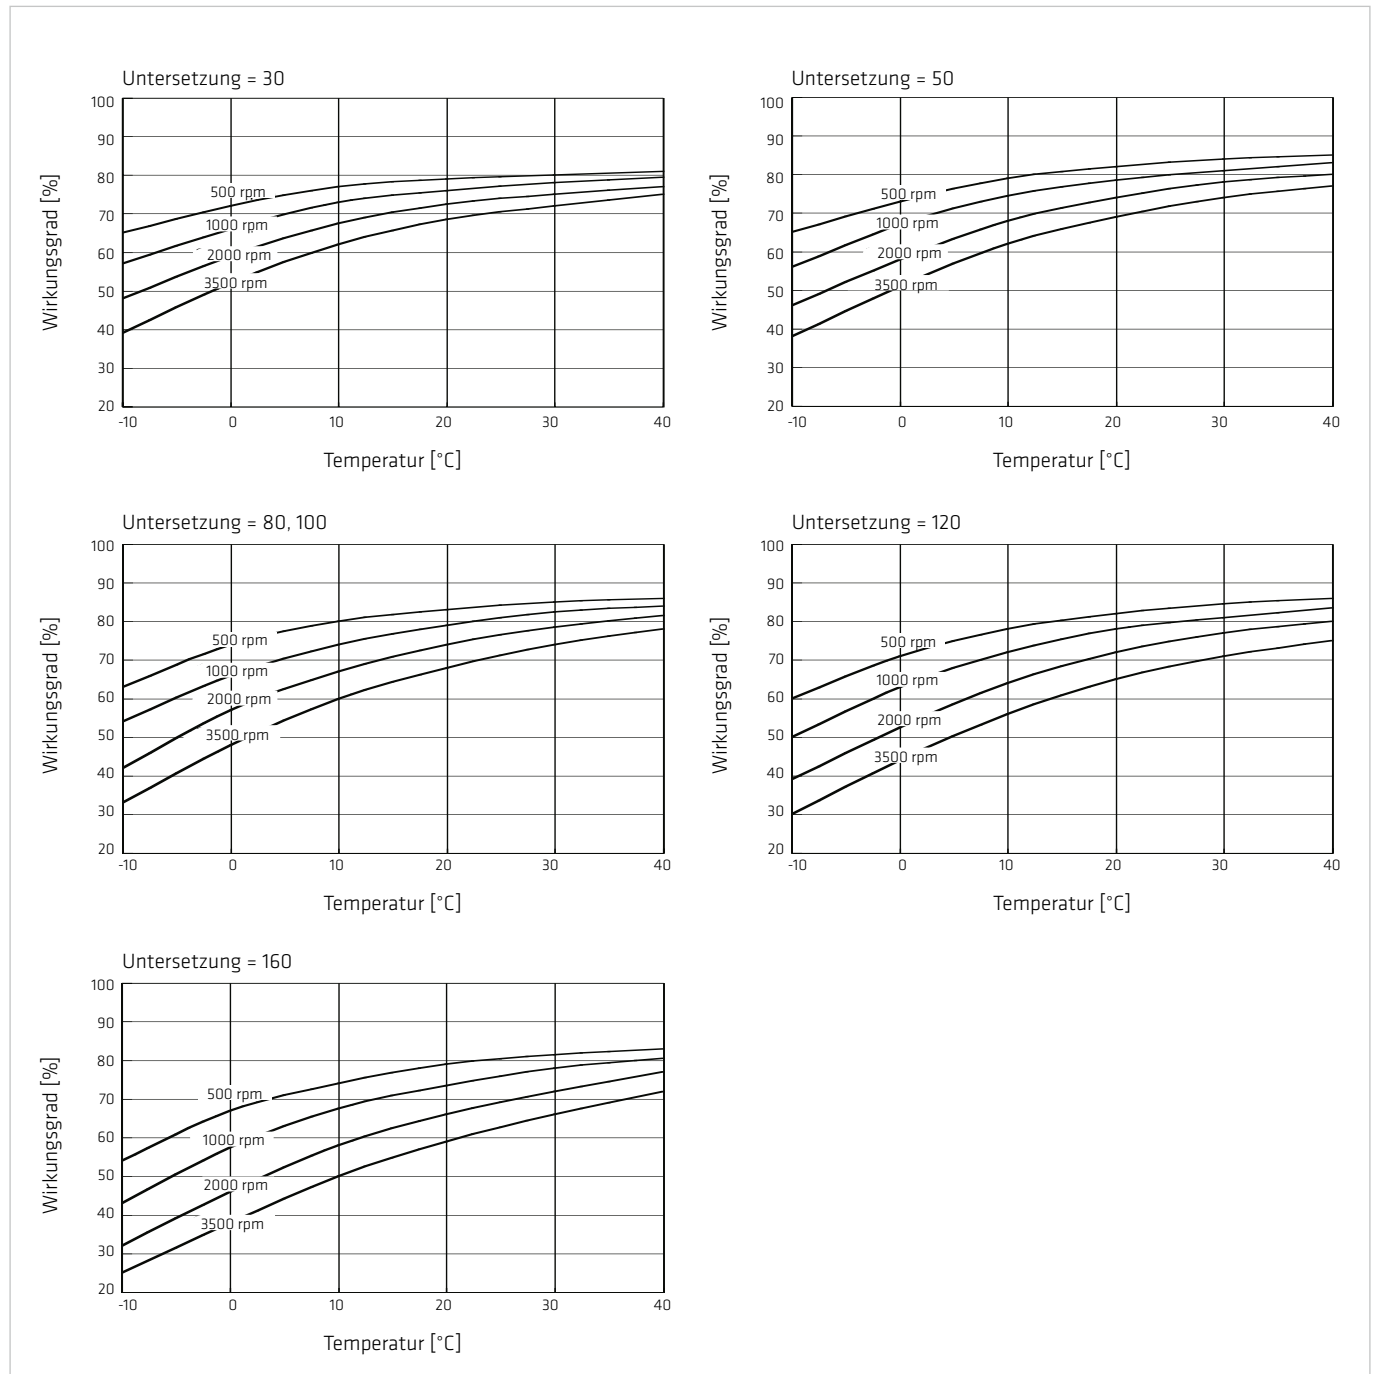 Untersetzung = 30
Wirkungsgrad [%]
100
90
80
70
60
50
40
30
20
500 rpm
1000 rpm
2000 rpm
3500 rpm
-10 0 10 20 30 40
Temperatur [°C]
Untersetzung = 50
Wirkungsgrad [%]
100
90
80
70
60
50
40
30
20
500 rpm
1000 rpm
2000 rpm
3500 rpm
-10 0 10 20 30 40
Temperatur [°C]
Untersetzung = 80, 100
Wirkungsgrad [%]
100
90
80
70
60
50
40
30
20
500 rpm
1000 rpm
2000 rpm
3500 rpm
-10 0 10 20 30 40
Temperatur [°C]
Untersetzung = 120
Wirkungsgrad [%]
100
90
80
70
60
50
40
30
20
500 rpm
1000 rpm
2000 rpm
3500 rpm
-10 0 10 20 30 40
Temperatur [°C]
Untersetzung = 160
Wirkungsgrad [%]
100
90
80
70
60
50
40
30
20
500 rpm
1000 rpm
2000 rpm
3500 rpm
-10 0 10 20 30 40
Temperatur [°C]